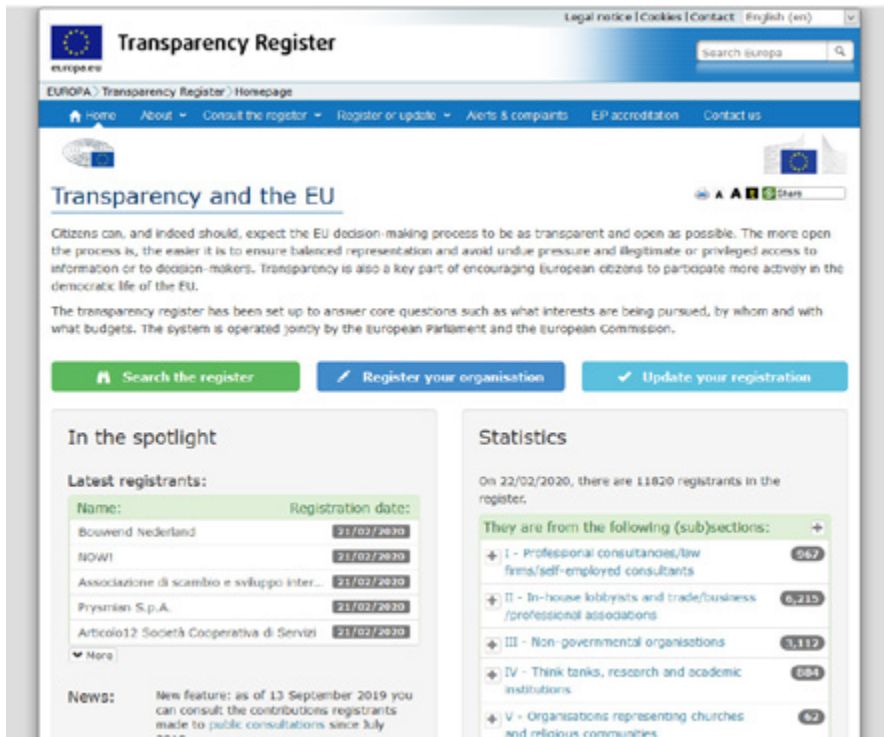 Legal notice | Cookies | Contact English (en)
Transparency Register
europa.eu
Search Europa
EUROPA > Transparency Register > Homepage
Home About Consult the register Register or update Alerts & complaints EP accreditation Contact us
Transparency and the EU
A A Share
Citizens can, and indeed should, expect the EU decision-making process to be as transparent and open as possible. The more open
the process is, the easier it is to ensure balanced representation and avoid undue pressure and illegitimate or privileged access to
information or to decision-makers. Transparency is also a key part of encouraging European citizens to participate more actively in the
democratic life of the EU.
The transparency register has been set up to answer core questions such as what interests are being pursued, by whom and with
what budgets. The system is operated jointly by the European Parliament and the European Commission.
Search the register
Register your organisation
Update your registration
In the spotlight
Latest registrants:
Name: Registration date:
Bouwend Nederland 21/02/2020
NOW! 21/02/2020
Associazione di scambio e sviluppo inter... 21/02/2020
Prysmian S.p.A. 21/02/2020
Articolo12 Società Cooperativa di Servizi 21/02/2020
More
News: New feature: as of 13 September 2019 you
can consult the contributions registrants
made to public consultations since July
Statistics
On 22/02/2020, there are 11820 registrants in the
register.
They are from the following (sub)sections: +
+ I - Professional consultancies/law 967
firms/self-employed consultants
+ II - In-house lobbyists and trade/business 6,215
/professional associations
+ III - Non-governmental organisations 3,112
+ IV - Think tanks, research and academic 884
institutions
+ V - Organisations representing churches 62
and religious communities